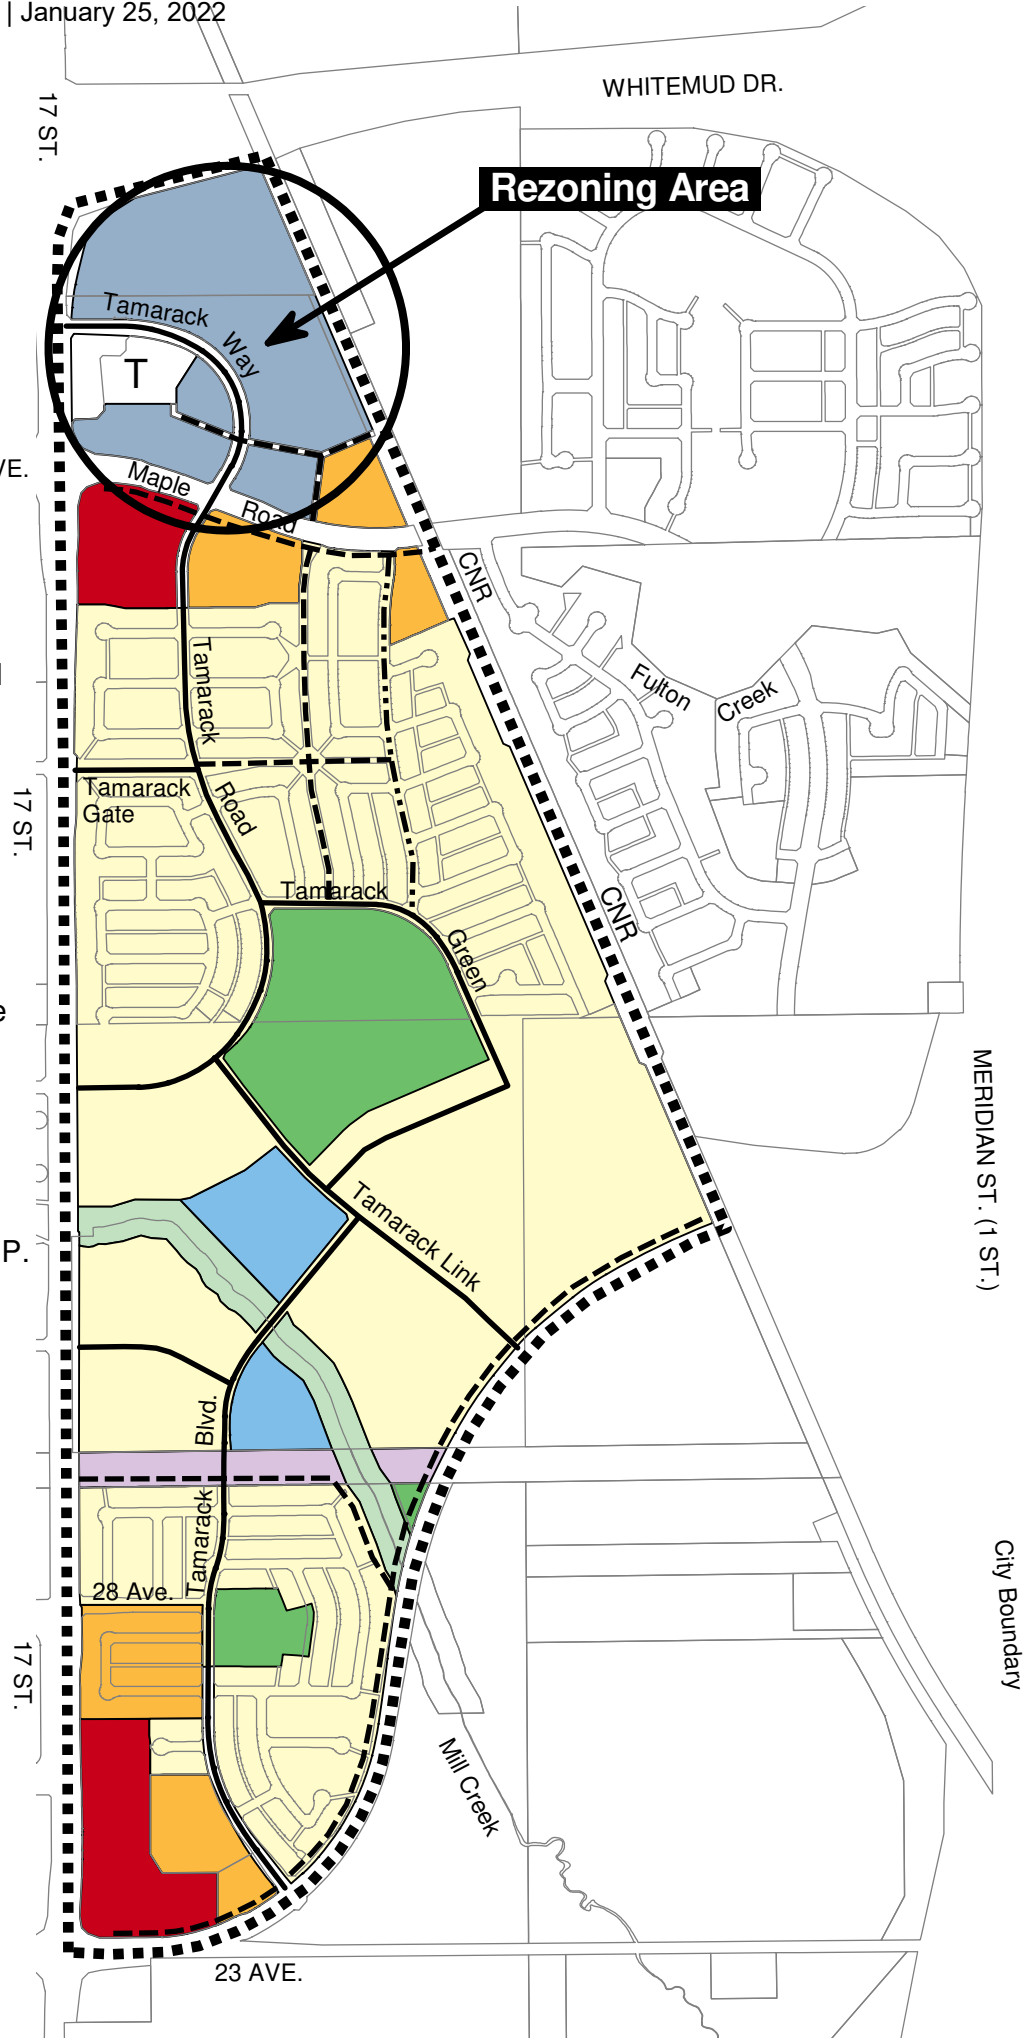 | January 25, 2022
WHITEMUD DR.
17 ST.
Rezoning Area
Tamarack
Way
T
VE.
Maple
Road
CNR
Tamarack
Fulton
Creek
Tamarack
Gate
Road
17 ST.
Tamarack
CNR
Green
e
MERIDIAN ST. (1 ST.)
Tamarack Link
P.
Blvd.
Tamarack
28 Ave.
City Boundary
17 ST.
Mill Creek
23 AVE.